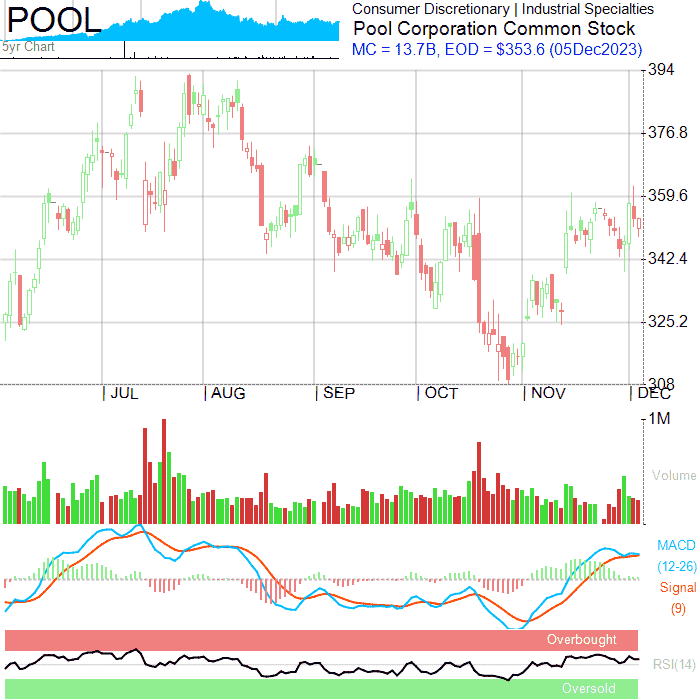 POOL
5yr Chart
Consumer Discretionary | Industrial Specialties
Pool Corporation Common Stock
MC = 13.7B, EOD = $353.6 (05Dec2023)
394
376.8
359.6
342.4
325.2
308
JUL
AUG
SEP
OCT
NOV
DEC
1M
Volume
MACD
(12-26)
Signal
(9)
Overbought
RSI(14)
Oversold